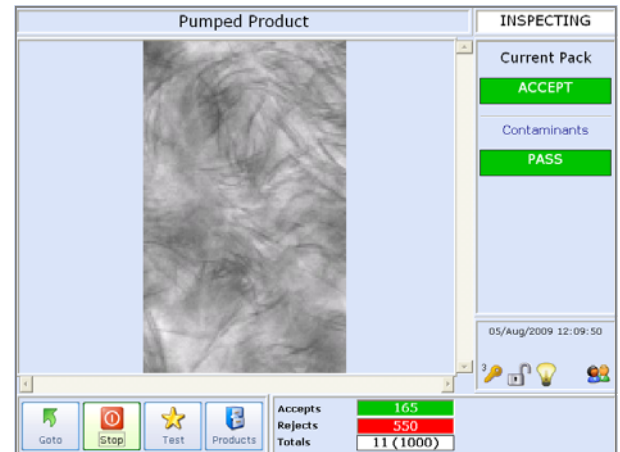 Pumped Product
INSPECTING
Current Pack
ACCEPT
Contaminants
PASS
05/Aug/2009 12:09:50
3
Goto
Stop
Test
Products
Accepts 165
Rejects 550
Totals 11 (1000)